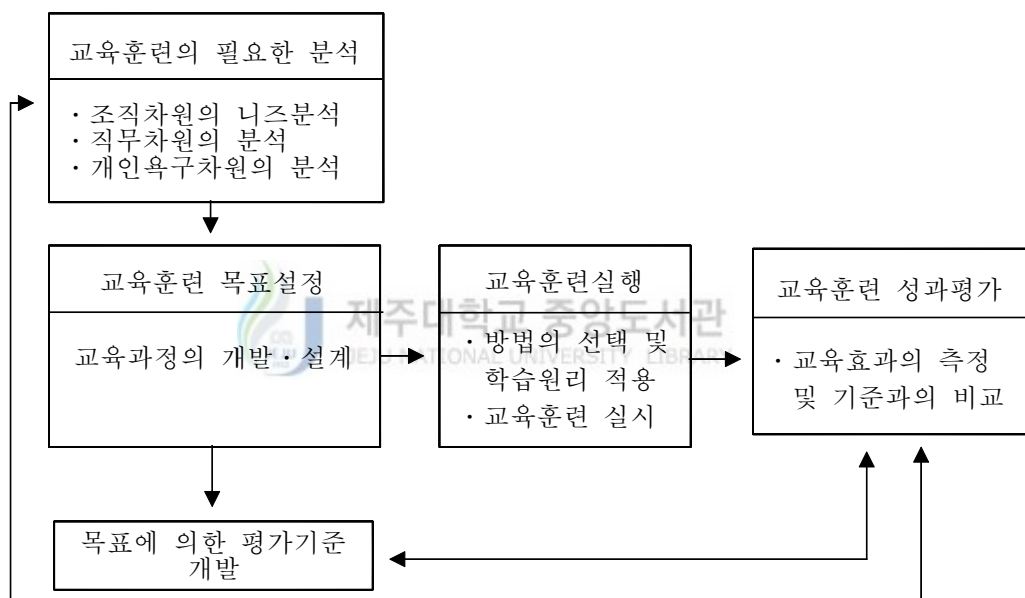 교육훈련의 필요한 분석
· 조직차원의 니즈분석
· 직무차원의 분석
· 개인욕구차원의 분석
교육훈련 목표설정
교육과정의 개발·설계
교육훈련실행
· 방법의 선택 및
학습원리 적용
· 교육훈련 실시
교육훈련 성과평가
· 교육효과의 측정
및 기준과의 비교
목표에 의한 평가기준
개발
제주대학교 중앙도서관
JEJU NATIONAL UNIVERSITY LIBRARY